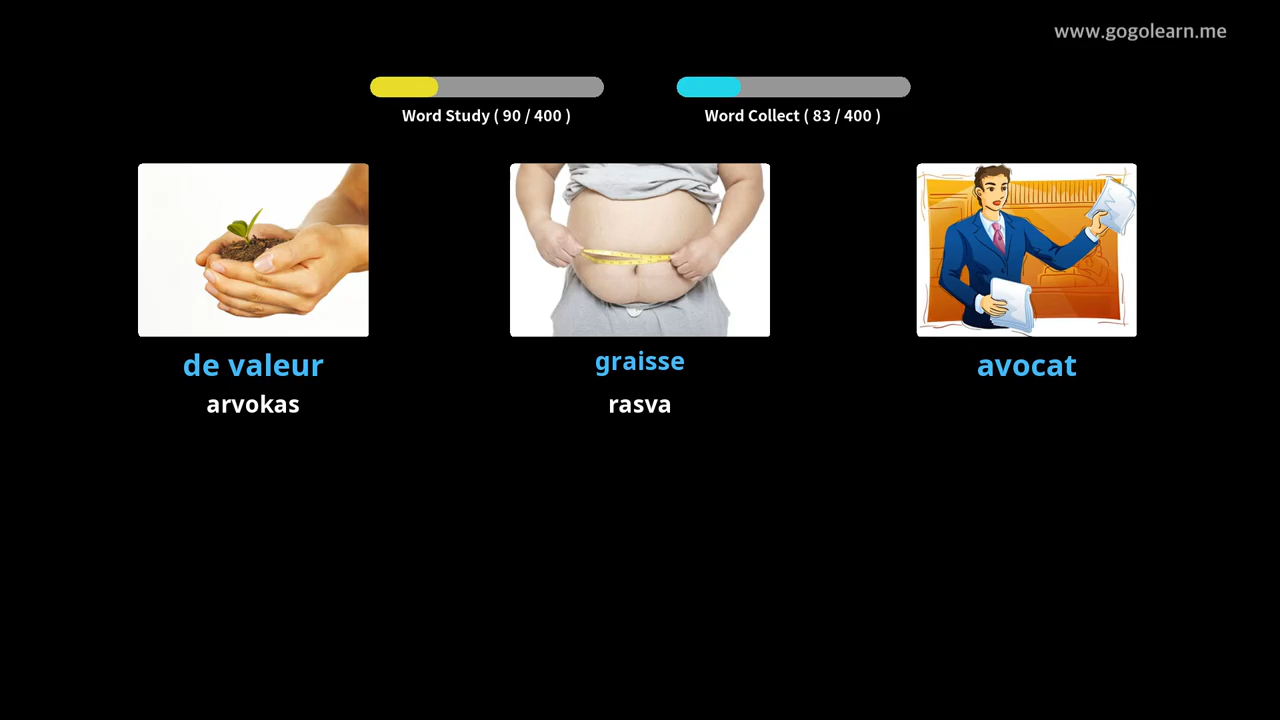 www.gogolearn.me
Word Study ( 90 / 400 )
Word Collect ( 83 / 400 )
de valeur
arvokas
graisse
rasva
avocat